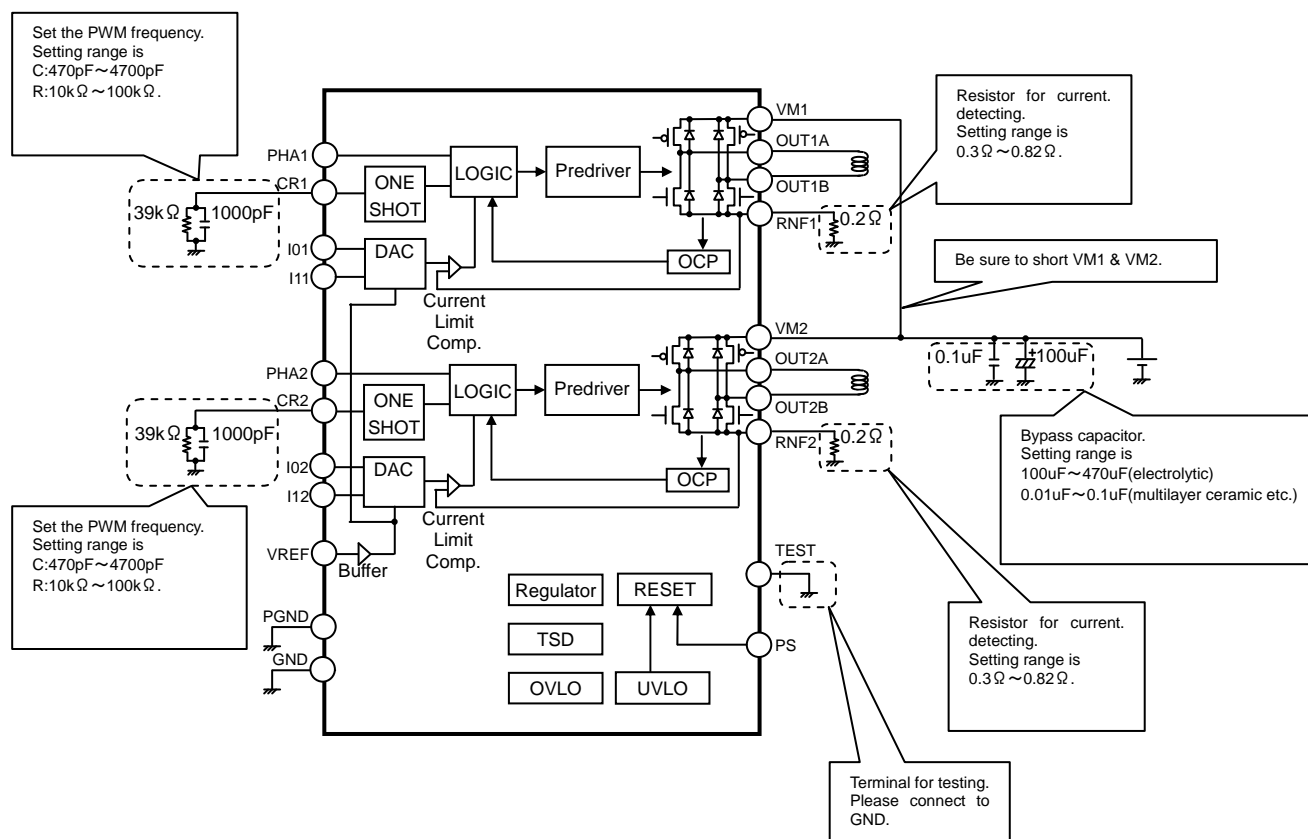 Set the PWM frequency.
Setting range is
C:470pF～4700pF
R:10kΩ～100kΩ.
Resistor for current.
detecting.
Setting range is
0.3Ω～0.82Ω.
VM1
OUT1A
OUT1B
RNF1
0.2Ω
PHA1
CR1
39kΩ
1000pF
I01
I11
ONE
SHOT
LOGIC
Predriver
DAC
OCP
Current
Limit
Comp.
Be sure to short VM1 & VM2.
VM2
OUT2A
OUT2B
RNF2
0.2Ω
0.1uF
+
100uF
PHA2
CR2
39kΩ
1000pF
I02
I12
VREF
Buffer
ONE
SHOT
LOGIC
Predriver
DAC
OCP
Current
Limit
Comp.
Bypass capacitor.
Setting range is
100uF～470uF(electrolytic)
0.01uF～0.1uF(multilayer ceramic etc.)
Set the PWM frequency.
Setting range is
C:470pF～4700pF
R:10kΩ～100kΩ.
PGND
GND
Regulator
RESET
TSD
OVLO
UVLO
TEST
PS
Resistor for current.
detecting.
Setting range is
0.3Ω～0.82Ω.
Terminal for testing.
Please connect to
GND.